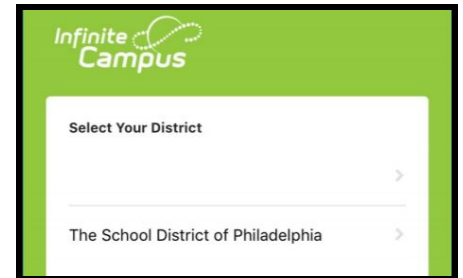 Infinite
Campus
Select Your District
The School District of Philadelphia